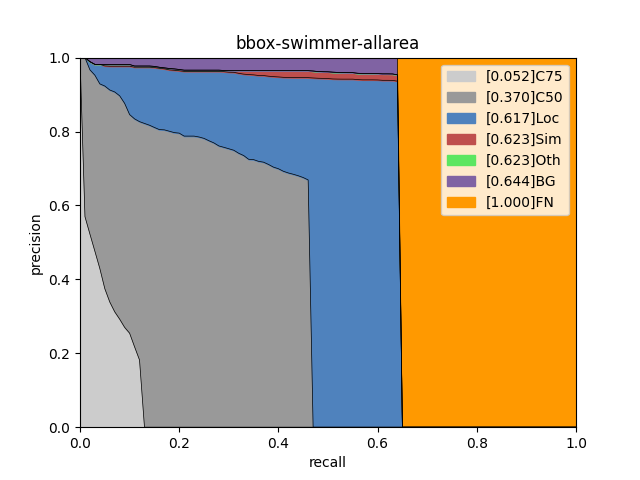 bbox-swimmer-allarea
1.0
0.8
0.6
0.4
0.2
0.0
precision
[0.052]C75
[0.370]C50
[0.617]Loc
[0.623]Sim
[0.623]Oth
[0.644]BG
[1.000]FN
0.0 0.2 0.4 0.6 0.8 1.0
recall